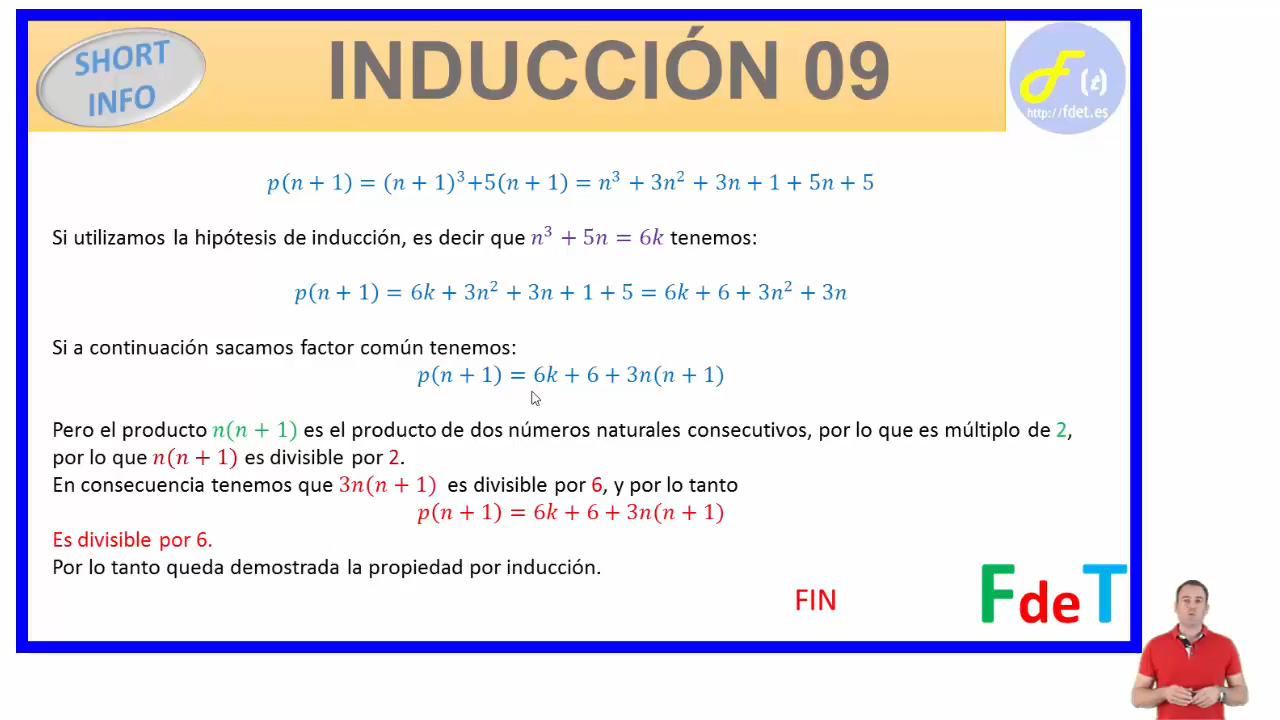 SHORT
INFO
INDUCCIÓN 09
F(t)
http://fdet.es
p(n + 1) = (n + 1)³+5(n + 1) = n³ + 3n² + 3n + 1 + 5n + 5
Si utilizamos la hipótesis de inducción, es decir que n³ + 5n = 6k tenemos:
p(n + 1) = 6k + 3n² + 3n + 1 + 5 = 6k + 6 + 3n² + 3n
Si a continuación sacamos factor común tenemos:
p(n + 1) = 6k + 6 + 3n(n + 1)
Pero el producto n(n + 1) es el producto de dos números naturales consecutivos, por lo que es múltiplo de 2,
por lo que n(n + 1) es divisible por 2.
En consecuencia tenemos que 3n(n + 1) es divisible por 6, y por lo tanto
p(n + 1) = 6k + 6 + 3n(n + 1)
Es divisible por 6.
Por lo tanto queda demostrada la propiedad por inducción.
FIN
FdeT